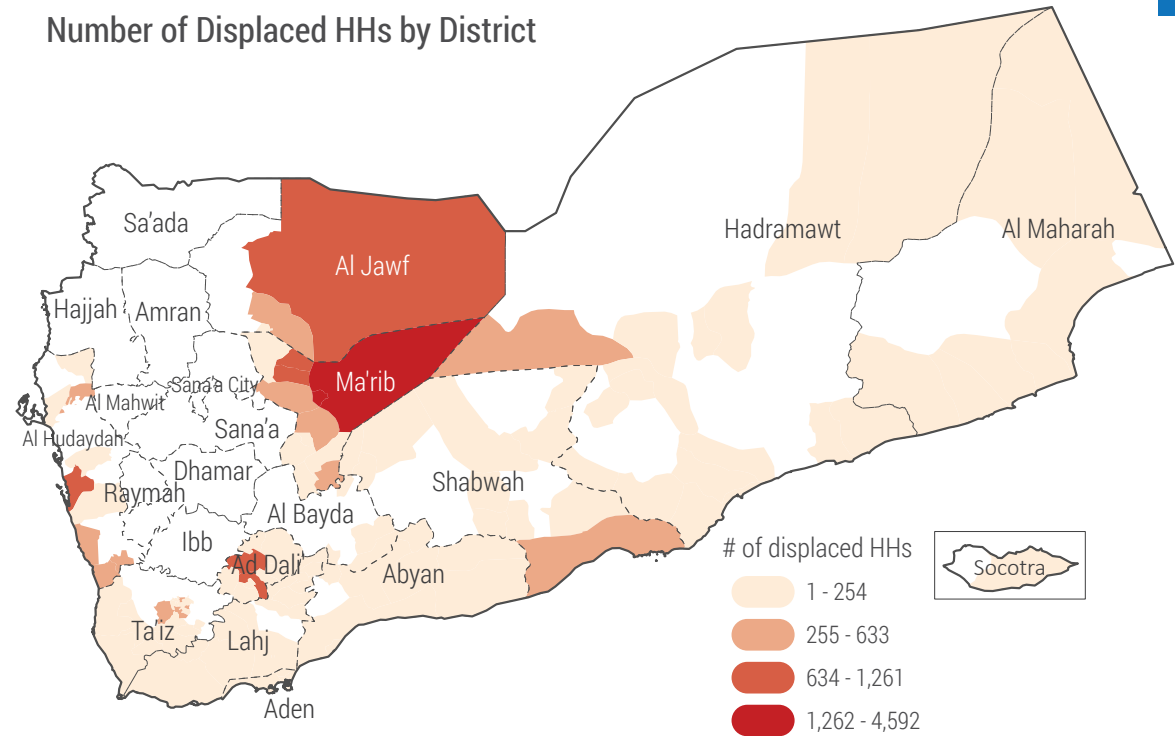 Number of Displaced HHs by District
Sa'ada
Hadramawt
Al Maharah
Al Jawf
Hajjah
Amran
Ma'rib
Sana'a City
Al Mahwit
Al Hudaydah
Sana'a
Dhamar
Raymah
Shabwah
Al Bayda
Ibb
Ad Dali'
Abyan
Ta'iz
Lahj
Aden
# of displaced HHs
1 - 254
255 - 633
634 - 1,261
1,262 - 4,592
Socotra